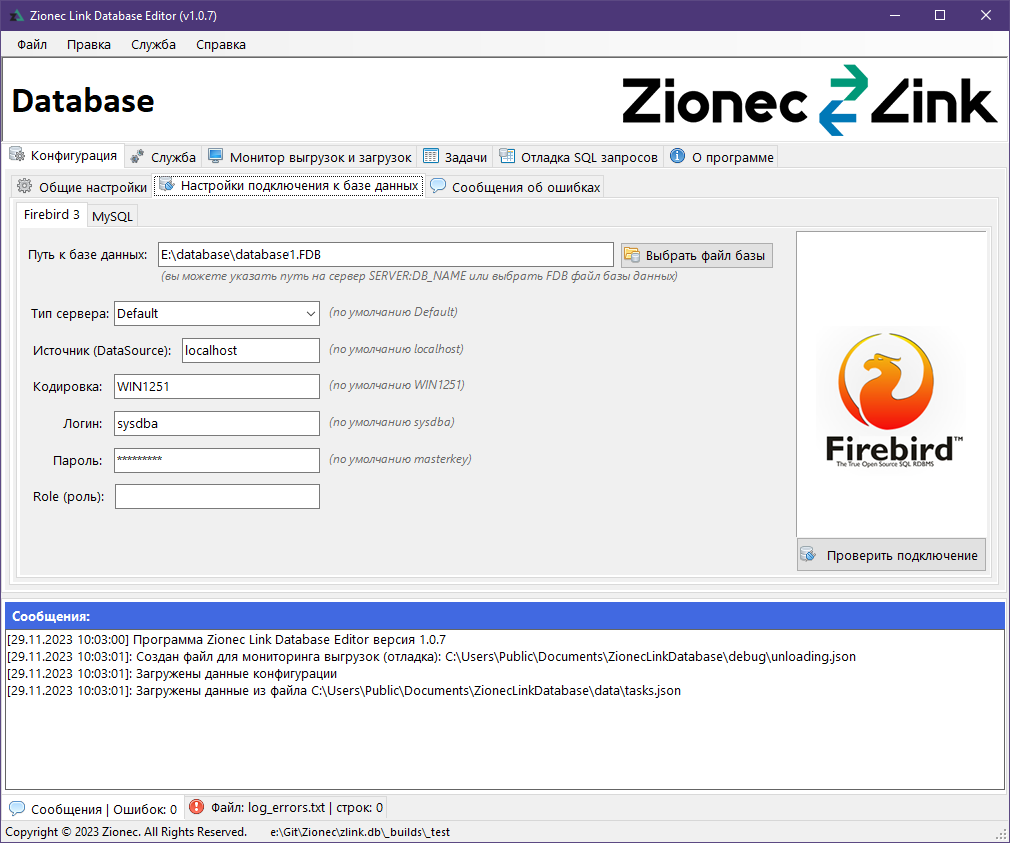 Zionec Link Database Editor (v1.0.7)
Файл Правка Служба Справка
Database
Zionec Link
Конфигурация Служба Монитор выгрузок и загрузок Задачи Отладка SQL запросов О программе
Общие настройки Настройки подключения к базе данных Сообщения об ошибках
Firebird 3 MySQL
Путь к базе данных: E:\database\database1.FDB Выбрать файл базы
(вы можете указать путь на сервер SERVER:DB_NAME или выбрать FDB файл базы данных)
Тип сервера: Default (по умолчанию Default)
Источник (DataSource): localhost (по умолчанию localhost)
Кодировка: WIN1251 (по умолчанию WIN1251)
Логин: sysdba (по умолчанию sysdba)
Пароль: ********* (по умолчанию masterkey)
Role (роль):
Firebird™
The True Open Source SQL RDBMS
Проверить подключение
Сообщения:
[29.11.2023 10:03:00] Программа Zionec Link Database Editor версия 1.0.7
[29.11.2023 10:03:01]: Создан файл для мониторинга выгрузок (отладка): C:\Users\Public\Documents\ZionecLinkDatabase\debug\unloading.json
[29.11.2023 10:03:01]: Загружены данные конфигурации
[29.11.2023 10:03:01]: Загружены данные из файла C:\Users\Public\Documents\ZionecLinkDatabase\data\tasks.json
Сообщения | Ошибок: 0 Файл: log_errors.txt | строк: 0
Copyright © 2023 Zionec. All Rights Reserved. e:\Git\Zionec\zlink.db\_builds\_test